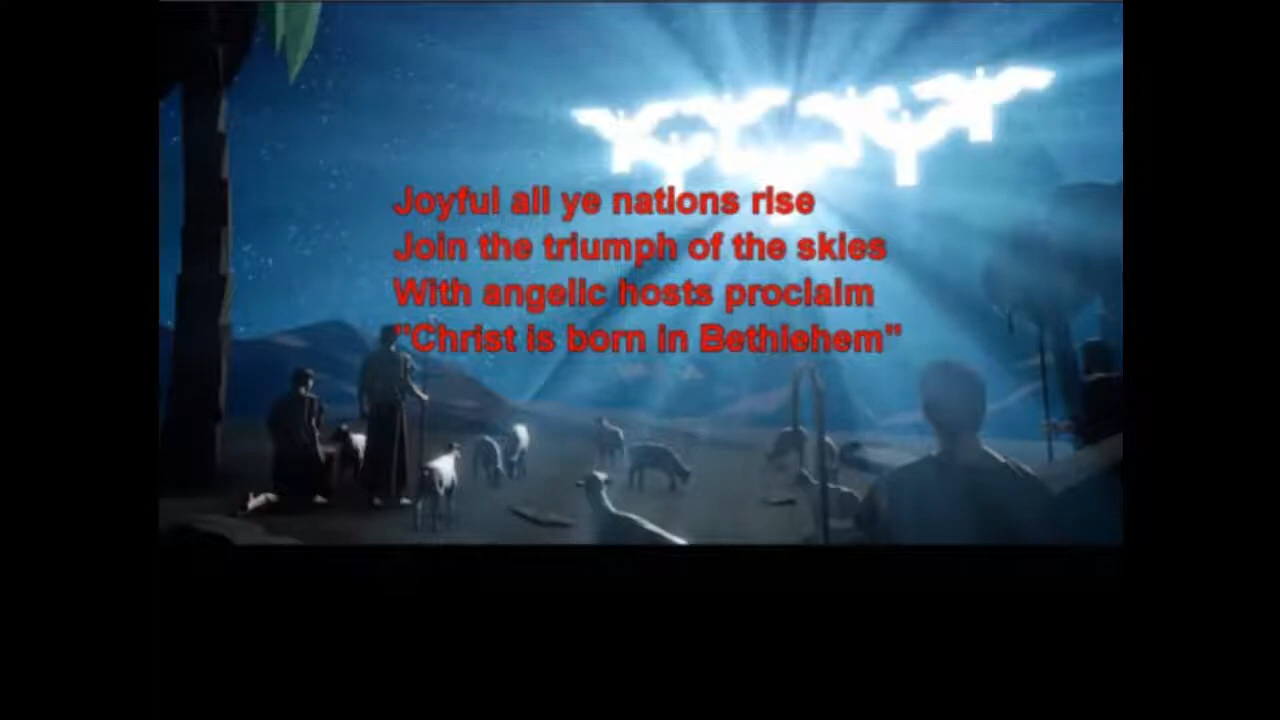 Joyful all ye nations rise
Join the triumph of the skies
With angelic hosts proclaim
"Christ is born in Bethlehem"